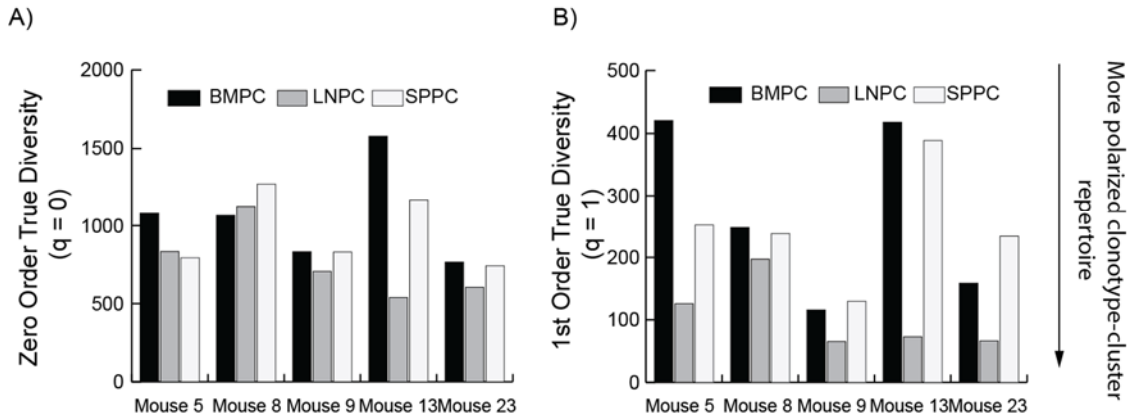 A)
Zero Order True Diversity
(q = 0)
2000
1500
1000
500
0
BMPC LNPC SPPC
Mouse 5 Mouse 8 Mouse 9 Mouse 13 Mouse 23
B)
1st Order True Diversity
(q = 1)
500
400
300
200
100
0
BMPC LNPC SPPC
Mouse 5 Mouse 8 Mouse 9 Mouse 13 Mouse 23
More polarized clonotype-cluster
repertoire